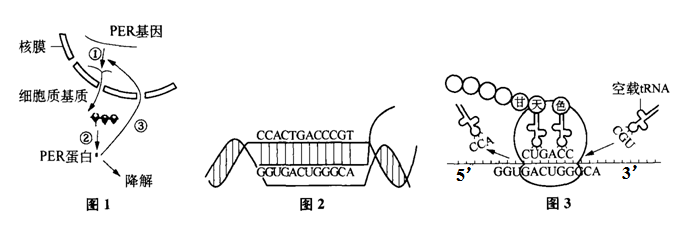 PER基因
核膜
①
细胞质基质
②
③
PER蛋白
降解
图1
CCACTGACCCGT
GGUGACUGGGCA
图2
甘 天 色
空载tRNA
CCA
CGU
CUGACC
5′
3′
GGUGACUGGGCA
图3